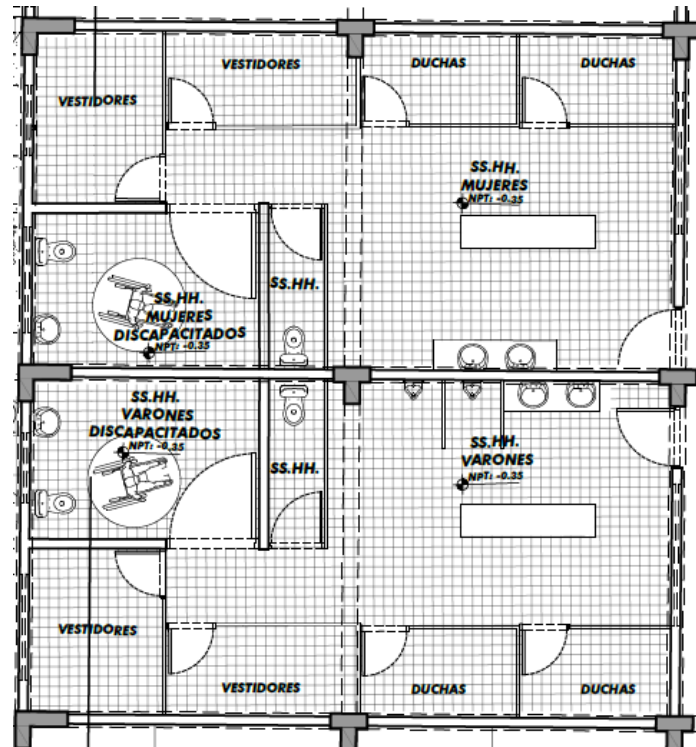 VESTIDORES
DUCHAS
DUCHAS
VESTIDORES
SS.HH.
MUJERES
NPT: -0.35
SS.HH.
SS.HH.
MUJERES
DISCAPACITADOS
NPT: -0.35
SS.HH.
VARONES
DISCAPACITADOS
NPT: -0.35
SS.HH.
VARONES
NPT: -0.35
SS.HH.
VESTIDORES
VESTIDORES
DUCHAS
DUCHAS